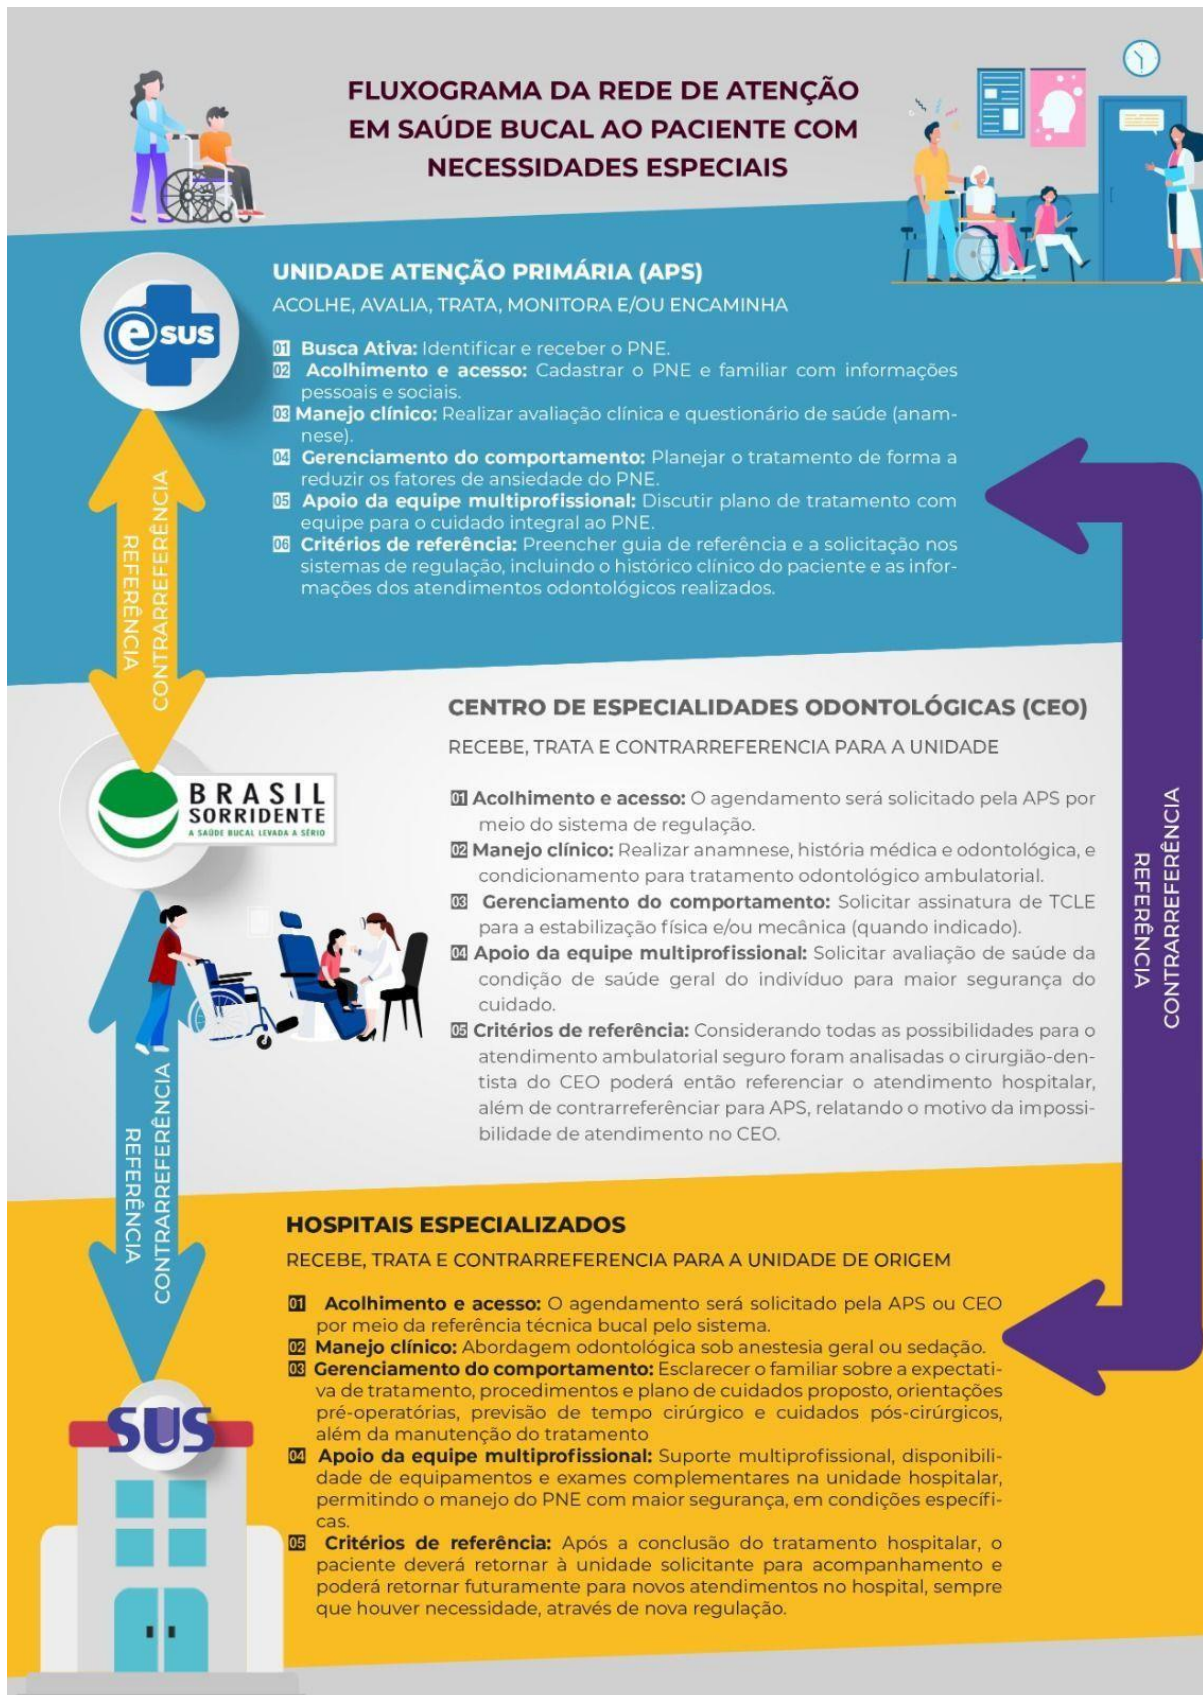 FLUXOGRAMA DA REDE DE ATENÇÃO
EM SAÚDE BUCAL AO PACIENTE COM
NECESSIDADES ESPECIAIS
e SUS
UNIDADE ATENÇÃO PRIMÁRIA (APS)
ACOLHE, AVALIA, TRATA, MONITORA E/OU ENCAMINHA
01 Busca Ativa: Identificar e receber o PNE.
02 Acolhimento e acesso: Cadastrar o PNE e familiar com informações
pessoais e sociais.
03 Manejo clínico: Realizar avaliação clínica e questionário de saúde (anam-
nese).
04 Gerenciamento do comportamento: Planejar o tratamento de forma a
reduzir os fatores de ansiedade do PNE.
05 Apoio da equipe multiprofissional: Discutir plano de tratamento com
equipe para o cuidado integral ao PNE.
06 Critérios de referência: Preencher guia de referência e a solicitação nos
sistemas de regulação, incluindo o histórico clínico do paciente e as infor-
mações dos atendimentos odontológicos realizados.
REFERÊNCIA
CONTRARREFERÊNCIA
BRASIL
SORRIDENTE
A SAÚDE BUCAL LEVADA A SÉRIO
CENTRO DE ESPECIALIDADES ODONTOLÓGICAS (CEO)
RECEBE, TRATA E CONTRARREFERENCIA PARA A UNIDADE
01 Acolhimento e acesso: O agendamento será solicitado pela APS por
meio do sistema de regulação.
02 Manejo clínico: Realizar anamnese, história médica e odontológica, e
condicionamento para tratamento odontológico ambulatorial.
03 Gerenciamento do comportamento: Solicitar assinatura de TCLE
para a estabilização física e/ou mecânica (quando indicado).
04 Apoio da equipe multiprofissional: Solicitar avaliação de saúde da
condição de saúde geral do indivíduo para maior segurança do
cuidado.
05 Critérios de referência: Considerando todas as possibilidades para o
atendimento ambulatorial seguro foram analisadas o cirurgião-den-
tista do CEO poderá então referenciar o atendimento hospitalar,
além de contrarreferênciar para APS, relatando o motivo da impossi-
bilidade de atendimento no CEO.
REFERÊNCIA
CONTRARREFERÊNCIA
REFERÊNCIA
CONTRARREFERÊNCIA
HOSPITAIS ESPECIALIZADOS
RECEBE, TRATA E CONTRARREFERENCIA PARA A UNIDADE DE ORIGEM
01 Acolhimento e acesso: O agendamento será solicitado pela APS ou CEO
por meio da referência técnica bucal pelo sistema.
02 Manejo clínico: Abordagem odontológica sob anestesia geral ou sedação.
03 Gerenciamento do comportamento: Esclarecer o familiar sobre a expectati-
va de tratamento, procedimentos e plano de cuidados proposto, orientações
pré-operatórias, previsão de tempo cirúrgico e cuidados pós-cirúrgicos,
além da manutenção do tratamento
04 Apoio da equipe multiprofissional: Suporte multiprofissional, disponibili-
dade de equipamentos e exames complementares na unidade hospitalar,
permitindo o manejo do PNE com maior segurança, em condições específi-
cas.
05 Critérios de referência: Após a conclusão do tratamento hospitalar, o
paciente deverá retornar à unidade solicitante para acompanhamento e
poderá retornar futuramente para novos atendimentos no hospital, sempre
que houver necessidade, através de nova regulação.
SUS